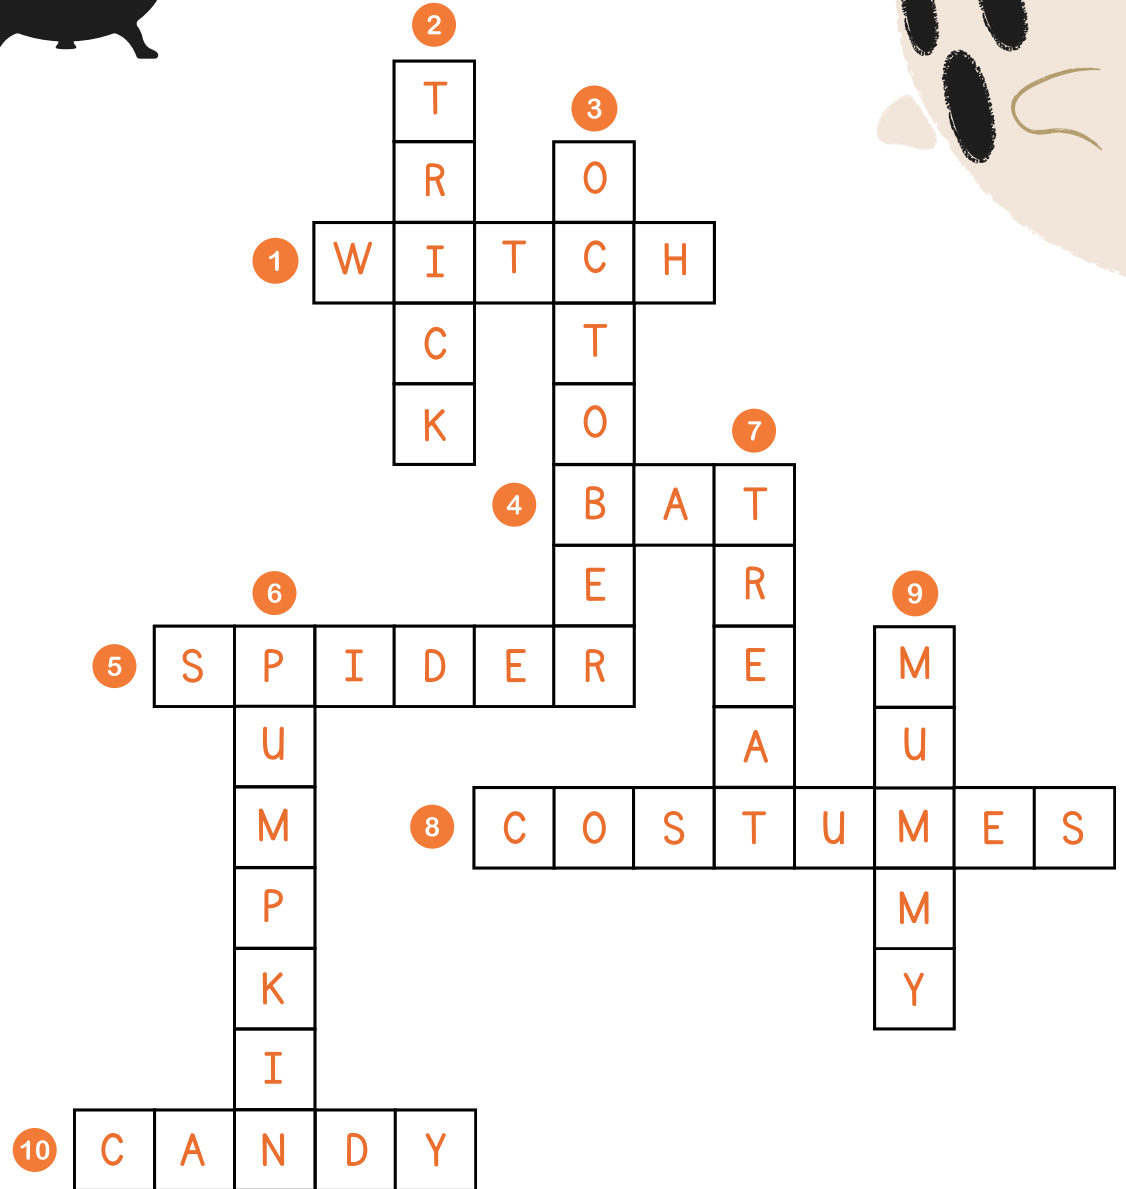 2
T
3
R O
1 W I T C H
C T
K O
7
4 B A T
E R
6 9
5 S P I D E R E M
U A U
M
8 C O S T U M E S
P M
K Y
I
10 C A N D Y